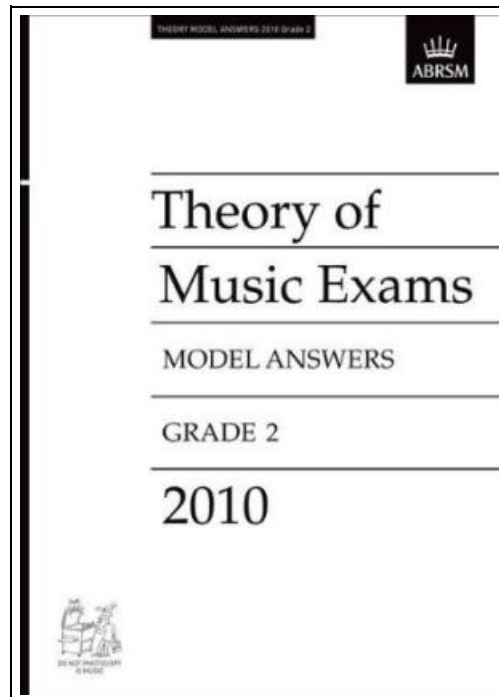 THEORY MODEL ANSWERS 2010 Grade 2
ABRSM
Theory of
Music Exams
MODEL ANSWERS
GRADE 2
2010
DO NOT PHOTOCOPY
© MUSIC